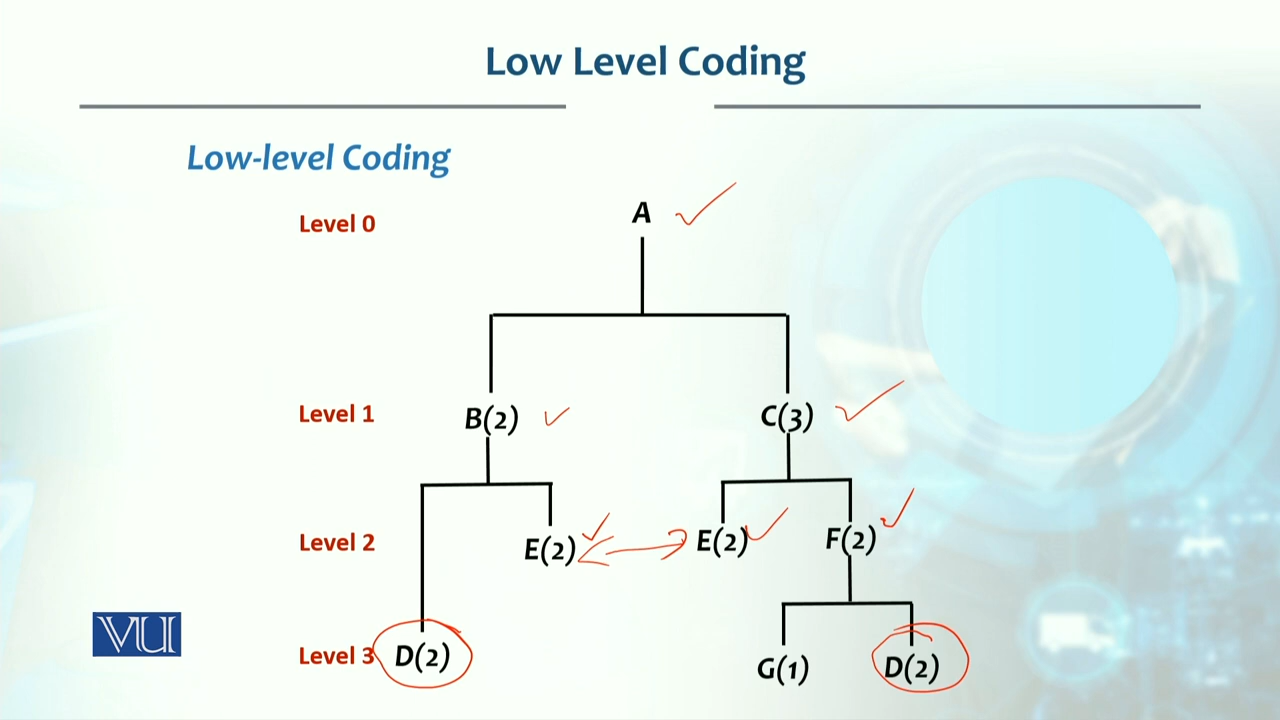 Low Level Coding
Low-level Coding
Level 0
A
Level 1
B(2)
C(3)
Level 2
E(2)
E(2)
F(2)
Level 3
D(2)
G(1)
D(2)
VU